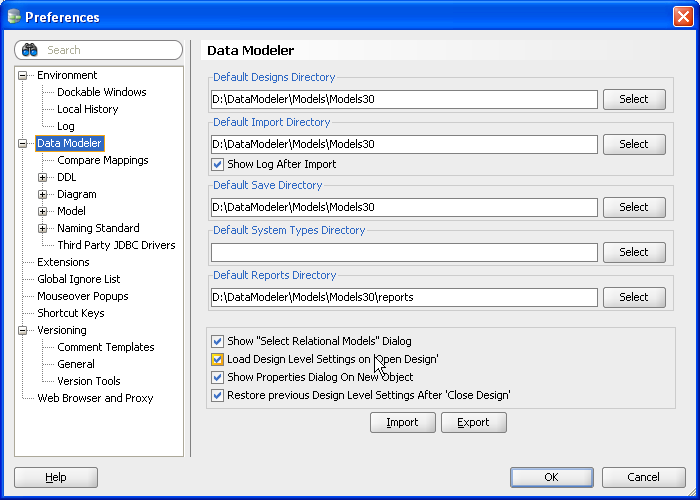 Preferences
Search
Environment
Dockable Windows
Local History
Log
Data Modeler
Compare Mappings
DDL
Diagram
Model
Naming Standard
Third Party JDBC Drivers
Extensions
Global Ignore List
Mouseover Popups
Shortcut Keys
Versioning
Comment Templates
General
Version Tools
Web Browser and Proxy
Data Modeler
Default Designs Directory
D:\DataModeler\Models\Models30 Select
Default Import Directory
D:\DataModeler\Models\Models30 Select
Show Log After Import
Default Save Directory
D:\DataModeler\Models\Models30 Select
Default System Types Directory
Select
Default Reports Directory
D:\DataModeler\Models\Models30\reports Select
Show "Select Relational Models" Dialog
Load Design Level Settings on 'Open Design'
Show Properties Dialog On New Object
Restore previous Design Level Settings After 'Close Design'
Import Export
Help OK Cancel